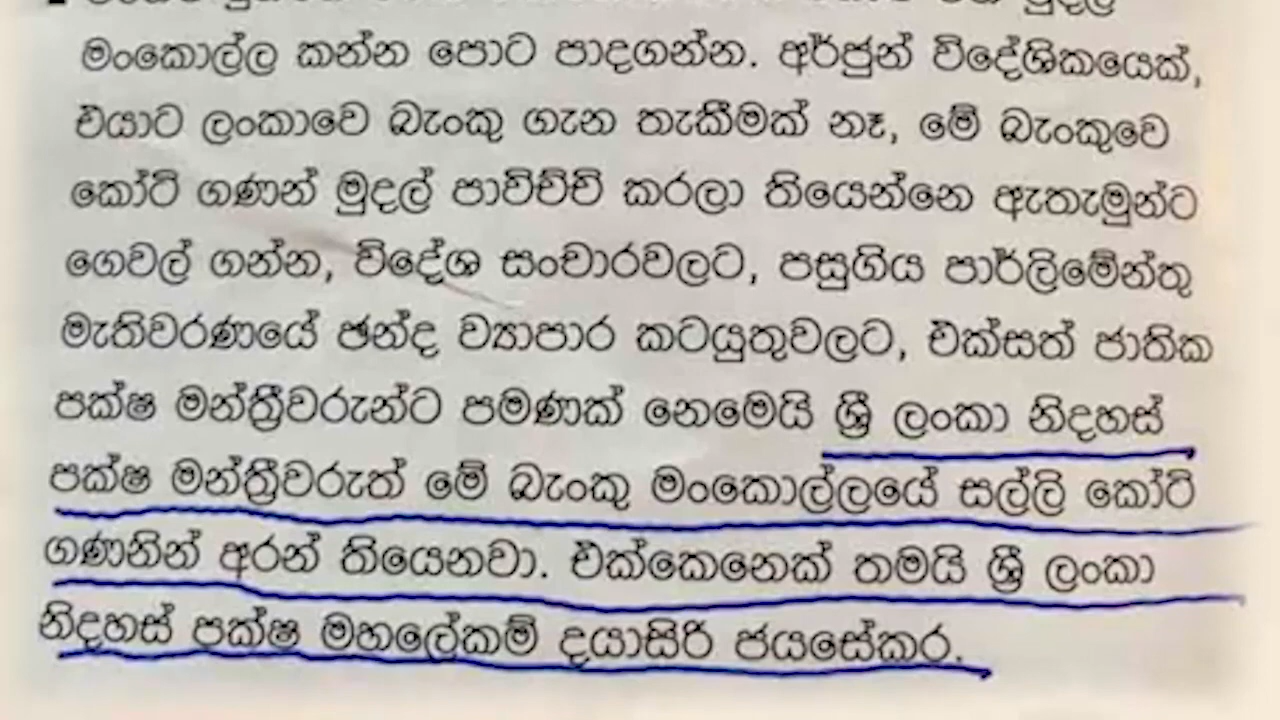 මුදල්
මංකොල්ල කන්න පොට පාදගන්න. අර්ජුන් විදේශිකයෙක්,
එයාට ලංකාවෙ බැංකු ගැන තැකීමක් නෑ, මේ බැංකුවෙ
කෝටි ගණන් මුදල් පාවිච්චි කරලා තියෙන්නෙ ඇතැමුන්ට
ගෙවල් ගන්න, විදේශ සංචාරවලට, පසුගිය පාර්ලිමේන්තු
මැතිවරණයේ ඡන්ද ව්‍යාපාර කටයුතුවලට, එක්සත් ජාතික
පක්ෂ මන්ත්‍රීවරුන්ට පමණක් නෙමෙයි ශ්‍රී ලංකා නිදහස්
පක්ෂ මන්ත්‍රීවරුත් මේ බැංකු මංකොල්ලයේ සල්ලි කෝටි
ගණනින් අරන් තියෙනවා. එක්කෙනෙක් තමයි ශ්‍රී ලංකා
නිදහස් පක්ෂ මහලේකම් දයාසිරි ජයසේකර.